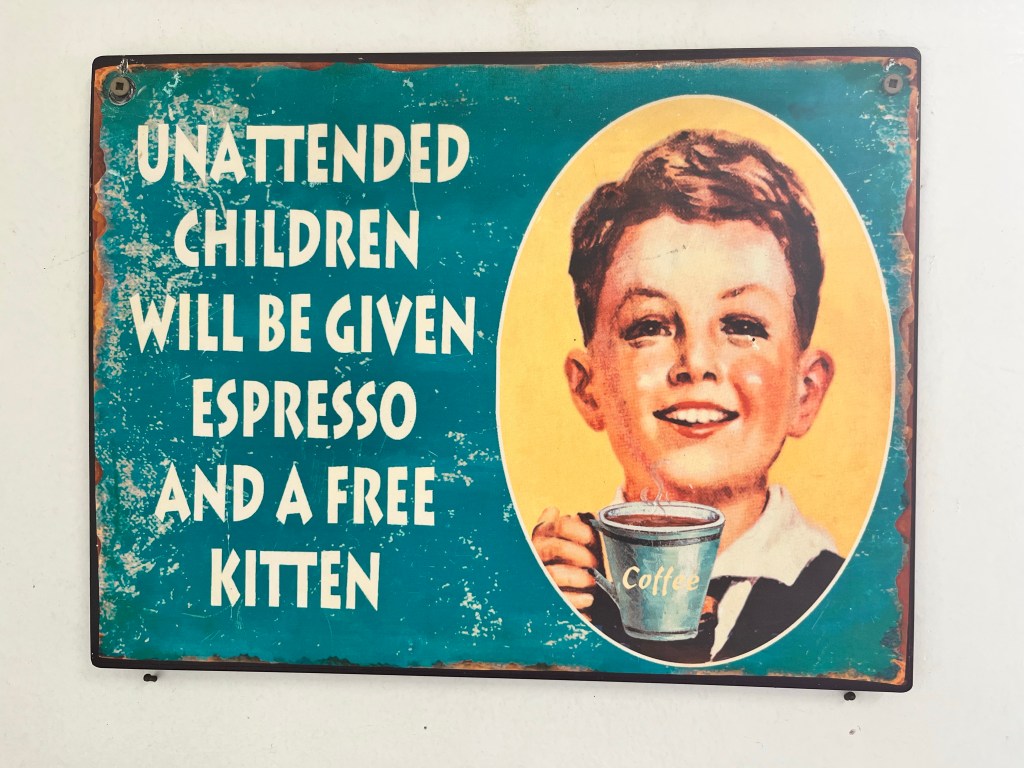 UNATTENDED
CHILDREN
WILL BE GIVEN
ESPRESSO
AND A FREE
KITTEN
Coffee